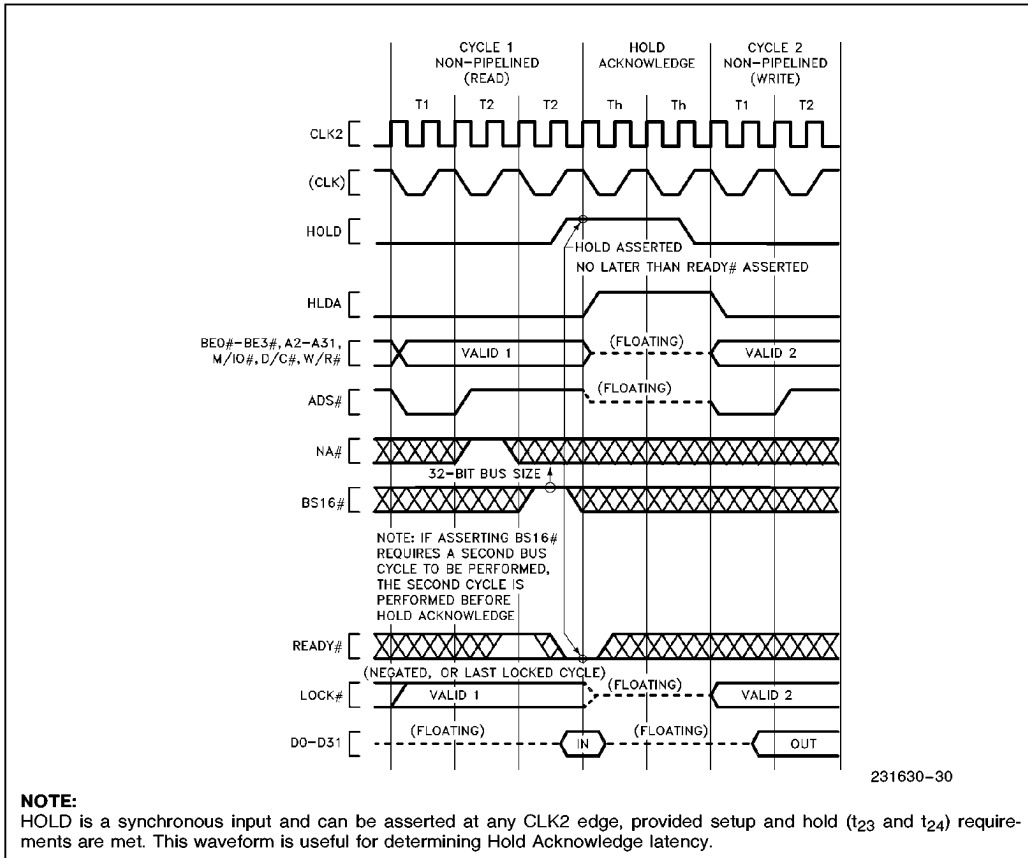 CYCLE 1 HOLD CYCLE 2
NON-PIPELINED ACKNOWLEDGE NON-PIPELINED
(READ) (WRITE)
T1 T2 T2 Th Th T1 T2
CLK2
(CLK)
HOLD
HOLD ASSERTED
NO LATER THAN READY# ASSERTED
HLDA
BE0#-BE3#, A2-A31,
M/IO#, D/C#, W/R#
VALID 1 (FLOATING) VALID 2
ADS# (FLOATING)
NA#
32-BIT BUS SIZE
BS16#
NOTE: IF ASSERTING BS16#
REQUIRES A SECOND BUS
CYCLE TO BE PERFORMED,
THE SECOND CYCLE IS
PERFORMED BEFORE
HOLD ACKNOWLEDGE
READY#
(NEGATED, OR LAST LOCKED CYCLE)
LOCK# VALID 1 (FLOATING) VALID 2
D0-D31 (FLOATING) IN (FLOATING) OUT
231630-30
NOTE:
HOLD is a synchronous input and can be asserted at any CLK2 edge, provided setup and hold (t23 and t24) require-
ments are met. This waveform is useful for determining Hold Acknowledge latency.